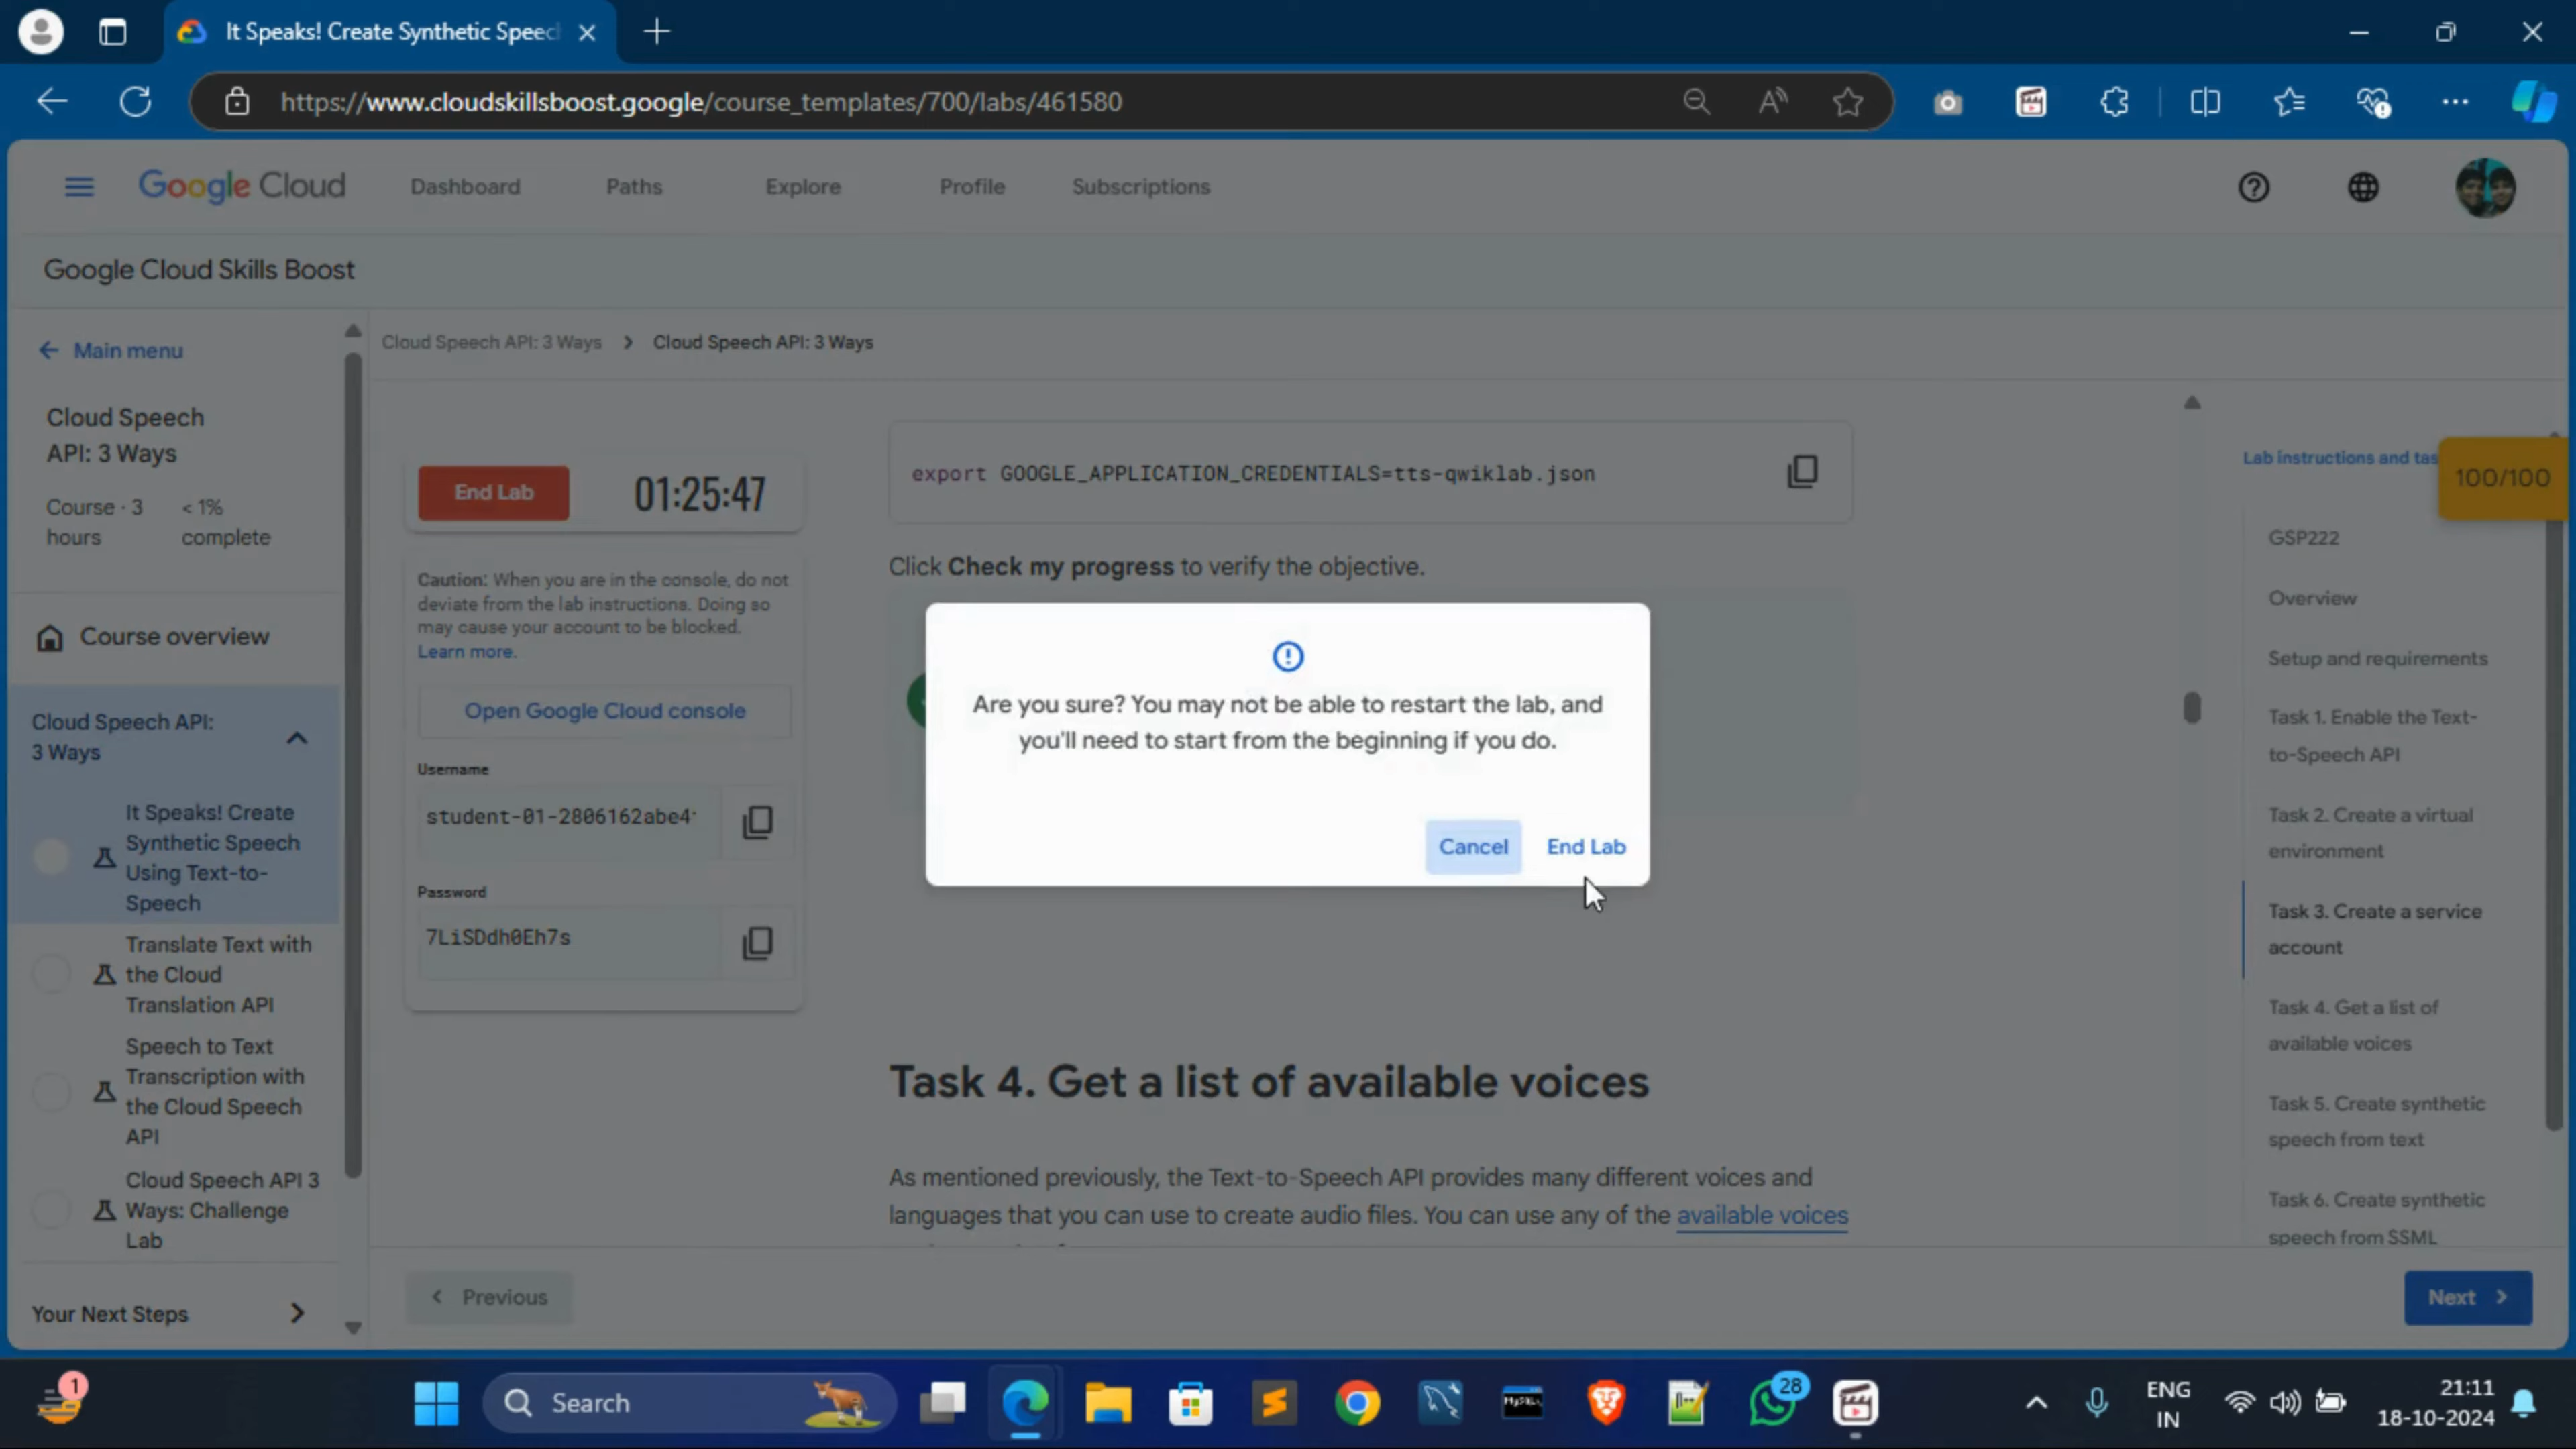 It Speaks! Create Synthetic Speec
https://www.cloudskillsboost.google/course_templates/700/labs/461580
Google Cloud
Dashboard
Paths
Explore
Profile
Subscriptions
Google Cloud Skills Boost
Main menu
Cloud Speech
API: 3 Ways
Course · 3
hours
< 1%
complete
Course overview
Cloud Speech API:
3 Ways
It Speaks! Create
Synthetic Speech
Using Text-to-
Speech
Translate Text with
the Cloud
Translation API
Speech to Text
Transcription with
the Cloud Speech
API
Cloud Speech API 3
Ways: Challenge
Lab
Your Next Steps
Cloud Speech API: 3 Ways > Cloud Speech API: 3 Ways
End Lab
01:25:47
Caution: When you are in the console, do not
deviate from the lab instructions. Doing so
may cause your account to be blocked.
Learn more.
Open Google Cloud console
Username
student-01-2806162abe4
Password
7LiSDdh0Eh7s
export GOOGLE_APPLICATION_CREDENTIALS=tts-qwiklab.json
Click Check my progress to verify the objective.
Are you sure? You may not be able to restart the lab, and
you'll need to start from the beginning if you do.
Cancel
End Lab
Task 4. Get a list of available voices
As mentioned previously, the Text-to-Speech API provides many different voices and
languages that you can use to create audio files. You can use any of the available voices
Lab instructions and tas
100/100
GSP222
Overview
Setup and requirements
Task 1. Enable the Text-
to-Speech API
Task 2. Create a virtual
environment
Task 3. Create a service
account
Task 4. Get a list of
available voices
Task 5. Create synthetic
speech from text
Task 6. Create synthetic
speech from SSML
Previous
Next
1
Search
28
ENG
IN
21:11
18-10-2024